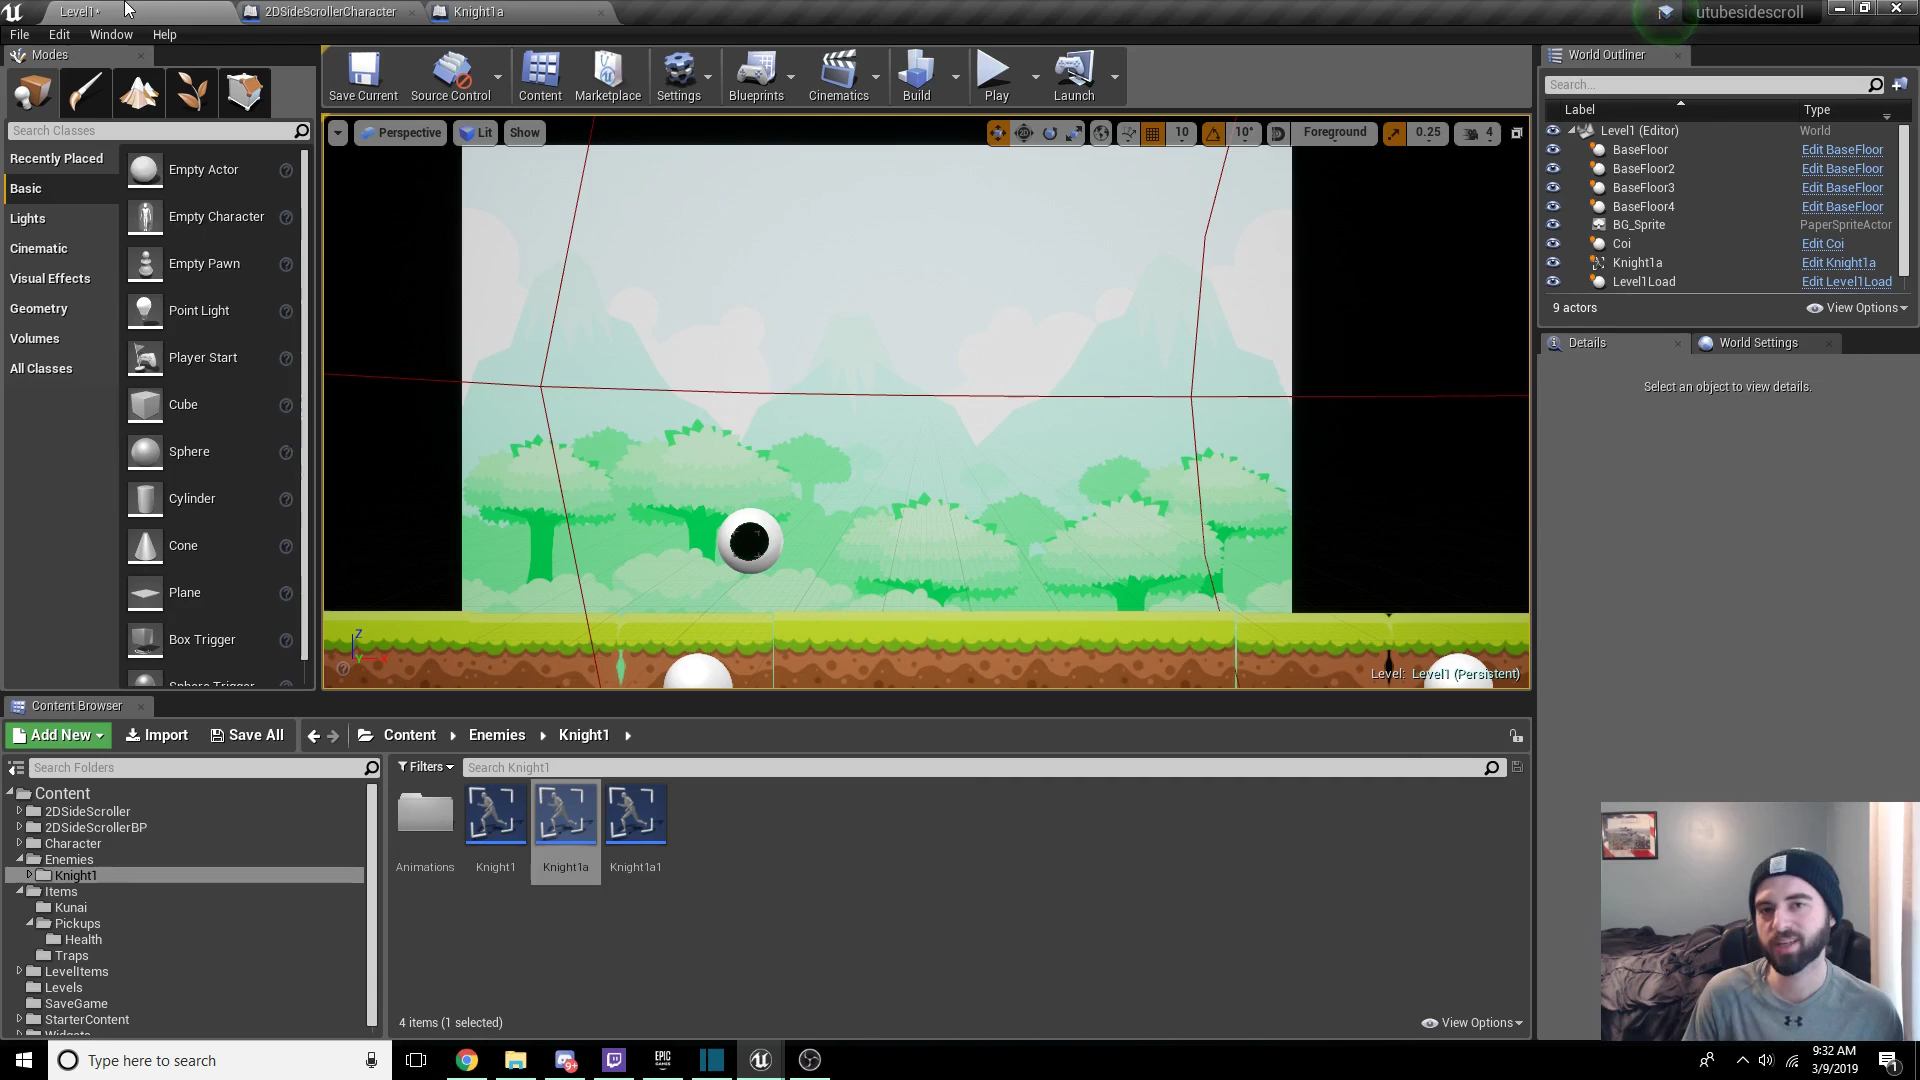 Level1*
2DSideScrollerCharacter
Knight1a
utubesidescroll
File Edit Window Help
Modes
Save Current
Source Control
Content
Marketplace
Settings
Blueprints
Cinematics
Build
Play
Launch
World Outliner
Search...
Label Type
Level1 (Editor) World
BaseFloor Edit BaseFloor
BaseFloor2 Edit BaseFloor
BaseFloor3 Edit BaseFloor
BaseFloor4 Edit BaseFloor
BG_Sprite PaperSpriteActor
Coi Edit Coi
Knight1a Edit Knight1a
Level1Load Edit Level1Load
9 actors View Options
Search Classes
Recently Placed
Basic
Lights
Cinematic
Visual Effects
Geometry
Volumes
All Classes
Empty Actor
Empty Character
Empty Pawn
Point Light
Player Start
Cube
Sphere
Cylinder
Cone
Plane
Box Trigger
Sphere Trigger
Perspective Lit Show
10 10° Foreground 0.25 4
Z
Y
X
Level: Level1 (Persistent)
Details World Settings
Select an object to view details.
Content Browser
Add New Import Save All Content Enemies Knight1
Search Folders
Filters Search Knight1
Content
2DSideScroller
2DSideScrollerBP
Character
Enemies
Knight1
Items
Kunai
Pickups
Health
Traps
LevelItems
Levels
SaveGame
StarterContent
Widgets
Animations Knight1 Knight1a Knight1a1
4 items (1 selected) View Options
Type here to search
9+
EPIC
GAMES
9:32 AM
3/9/2019
1